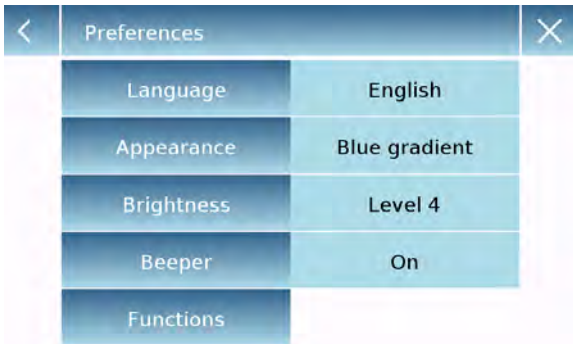 Preferences
Language English
Appearance Blue gradient
Brightness Level 4
Beeper On
Functions